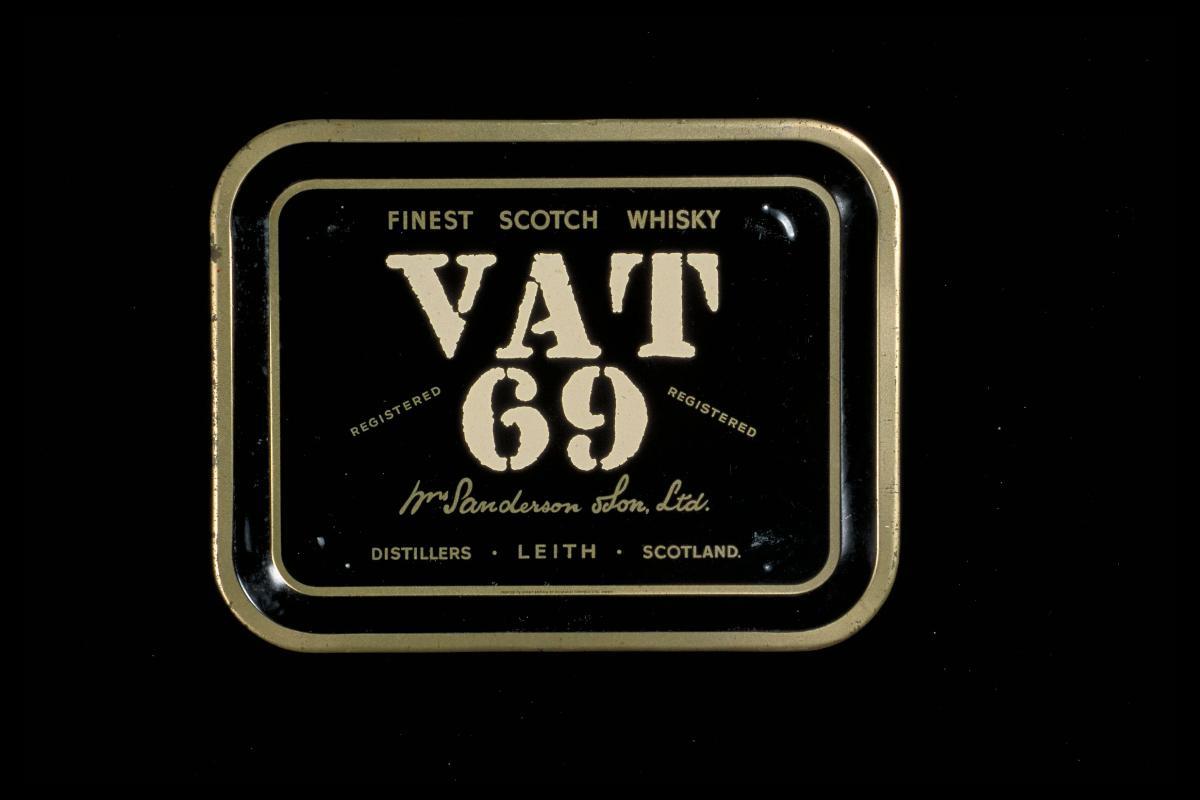 FINEST SCOTCH WHISKY
VAT
69
REGISTERED
REGISTERED
Wm Sanderson & Son, Ltd.
DISTILLERS · LEITH · SCOTLAND.